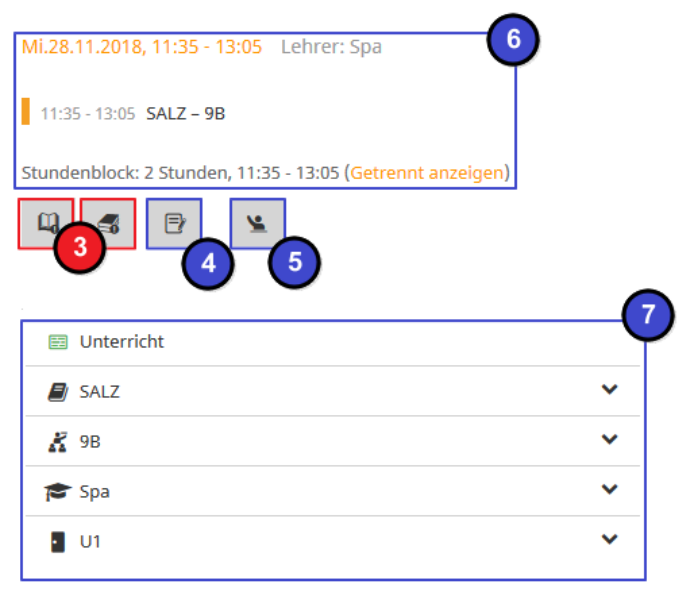 6
Mi.28.11.2018, 11:35 - 13:05 Lehrer: Spa
11:35 - 13:05 SALZ – 9B
Stundenblock: 2 Stunden, 11:35 - 13:05 (Getrennt anzeigen)
3
4
5
7
Unterricht
SALZ
9B
Spa
U1